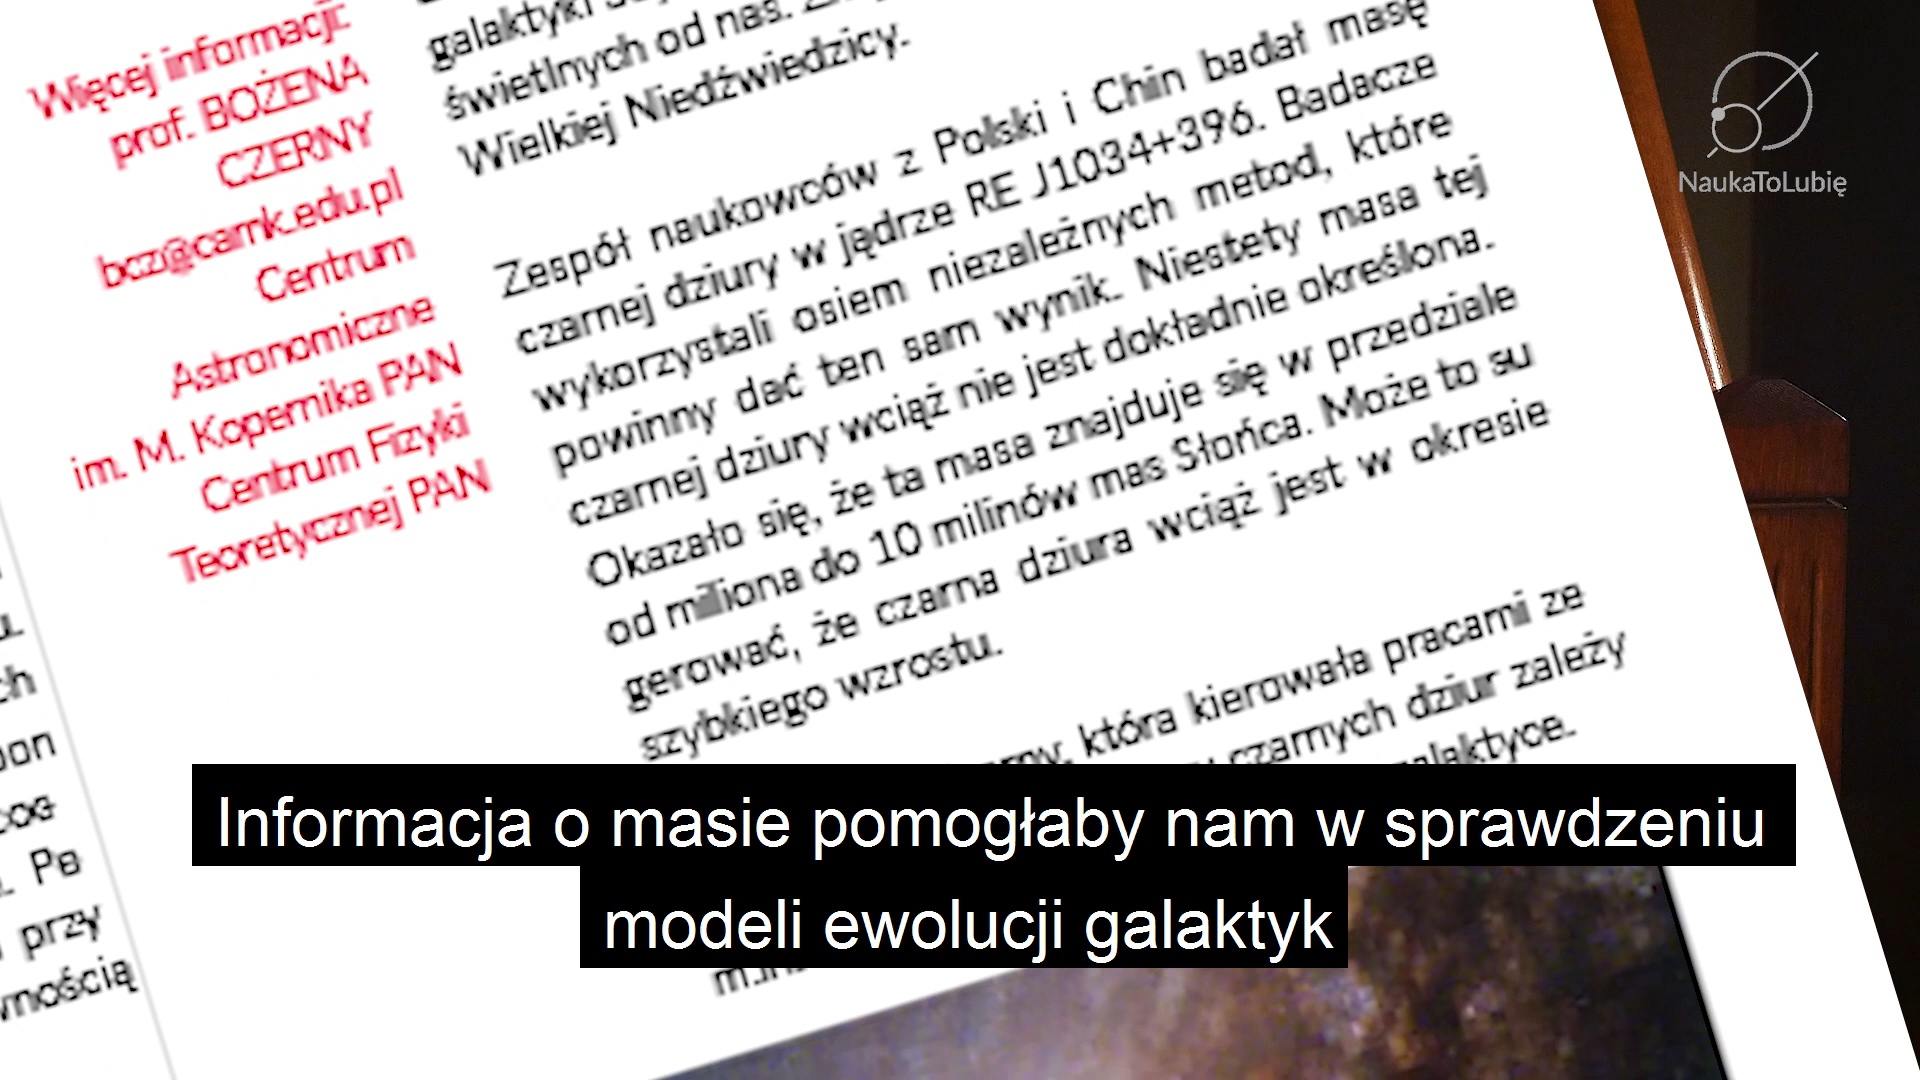 Więcej informacji:
prof. BOŻENA
CZERNY
bcz@camk.edu.pl
Centrum
Astronomiczne
im. M. Kopernika PAN
Centrum Fizyki
Teoretycznej PAN
galaktyki
świetlnych od nas.
Wielkiej Niedźwiedzicy.
Zespół naukowców z Polski i Chin badał masę
czarnej dziury w jądrze RE J1034+396. Badacze
wykorzystali osiem niezależnych metod, które
powinny dać ten sam wynik. Niestety masa tej
czarnej dziury wciąż nie jest dokładnie określona.
Okazało się, że ta masa znajduje się w przedziale
od miliona do 10 milinów mas Słońca. Może to su
gerować, że czarna dziura wciąż jest w okresie
szybkiego wzrostu.
która kierowała pracami ze
czarnych dziur zależy
przy
NaukaToLubię
Informacja o masie pomogłaby nam w sprawdzeniu
modeli ewolucji galaktyk